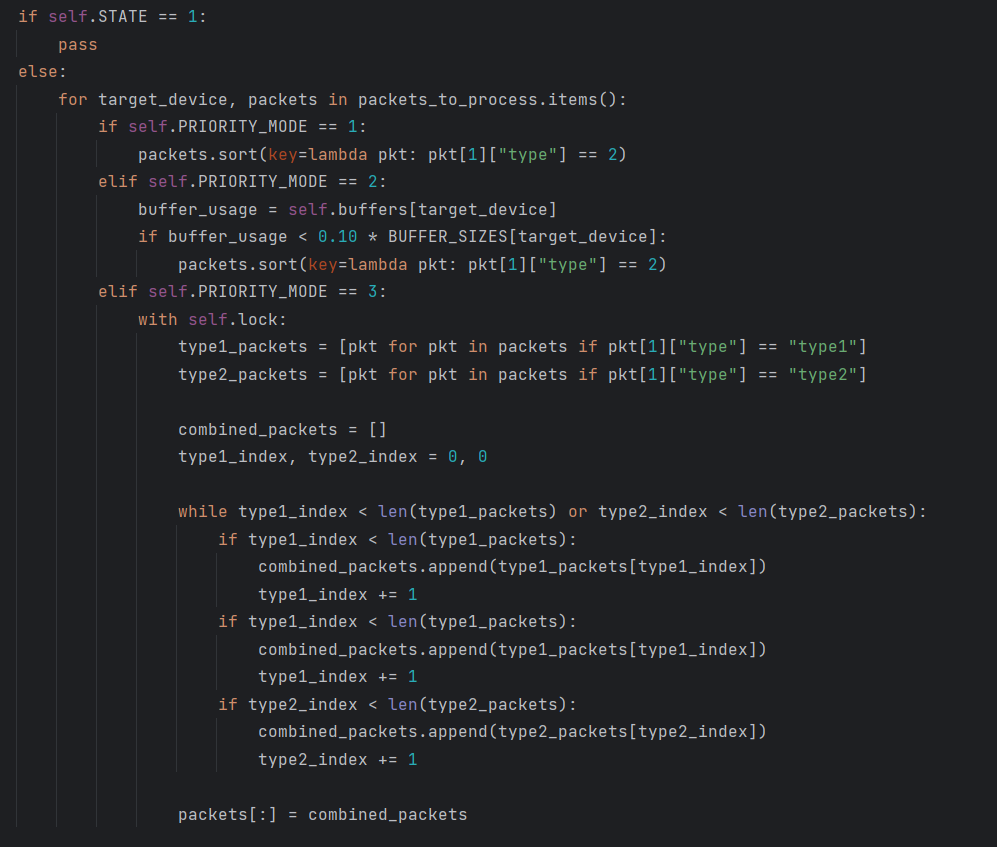 if self.STATE == 1:
    pass
else:
    for target_device, packets in packets_to_process.items():
        if self.PRIORITY_MODE == 1:
            packets.sort(key=lambda pkt: pkt[1]["type"] == 2)
        elif self.PRIORITY_MODE == 2:
            buffer_usage = self.buffers[target_device]
            if buffer_usage < 0.10 * BUFFER_SIZES[target_device]:
                packets.sort(key=lambda pkt: pkt[1]["type"] == 2)
        elif self.PRIORITY_MODE == 3:
            with self.lock:
                type1_packets = [pkt for pkt in packets if pkt[1]["type"] == "type1"]
                type2_packets = [pkt for pkt in packets if pkt[1]["type"] == "type2"]

                combined_packets = []
                type1_index, type2_index = 0, 0

                while type1_index < len(type1_packets) or type2_index < len(type2_packets):
                    if type1_index < len(type1_packets):
                        combined_packets.append(type1_packets[type1_index])
                        type1_index += 1
                    if type1_index < len(type1_packets):
                        combined_packets.append(type1_packets[type1_index])
                        type1_index += 1
                    if type2_index < len(type2_packets):
                        combined_packets.append(type2_packets[type2_index])
                        type2_index += 1

                packets[:] = combined_packets